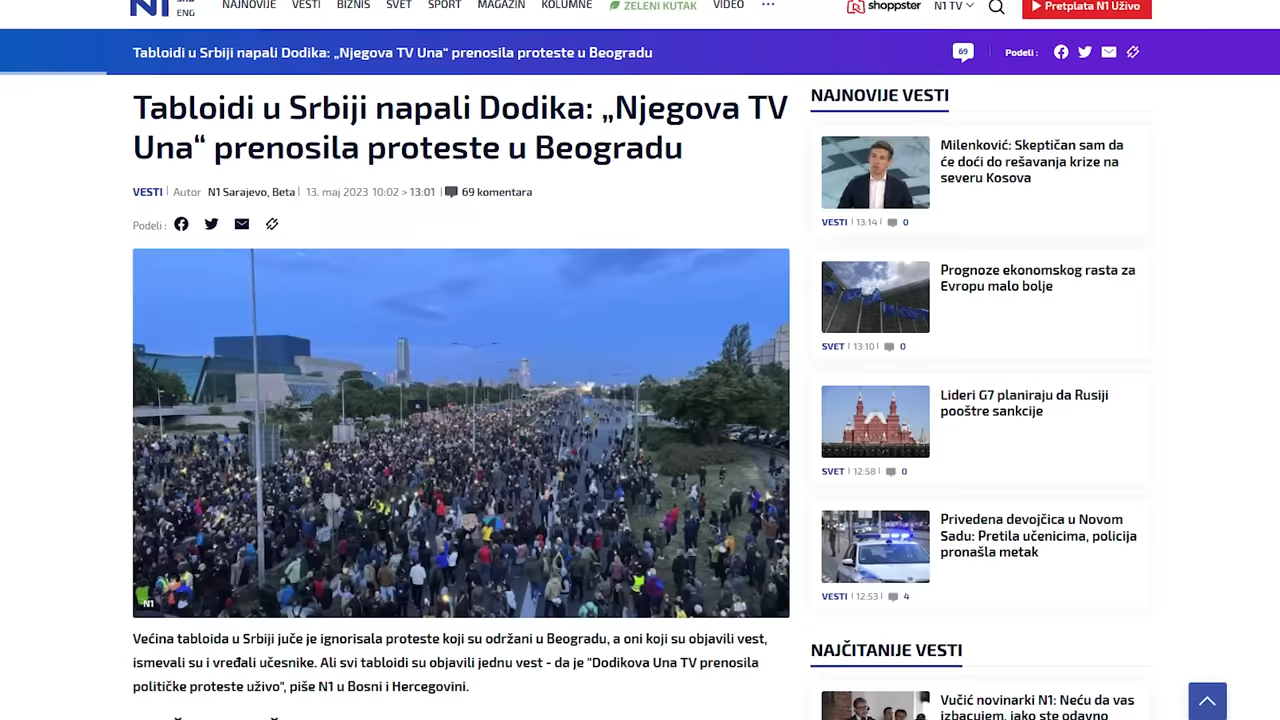 N1
SRB
ENG
NAJNOVIJE VESTI BIZNIS SVET SPORT MAGAZIN KOLUMNE ZELENI KUTAK VIDEO ...
shoppster N1 TV Pretplata N1 Uživo
Tabloidi u Srbiji napali Dodika: „Njegova TV Una“ prenosila proteste u Beogradu
69 Podeli :
Tabloidi u Srbiji napali Dodika: „Njegova TV
Una“ prenosila proteste u Beogradu
VESTI | Autor N1 Sarajevo, Beta | 13. maj 2023 10:02 > 13:01 | 69 komentara
Podeli :
N1
Većina tabloida u Srbiji juče je ignorisala proteste koji su održani u Beogradu, a oni koji su objavili vest,
ismevali su i vređali učesnike. Ali svi tabloidi su objavili jednu vest - da je "Dodikova Una TV prenosila
političke proteste uživo", piše N1 u Bosni i Hercegovini.
NAJNOVIJE VESTI
Milenković: Skeptičan sam da
će doći do rešavanja krize na
severu Kosova
VESTI | 13:14 | 0
Prognoze ekonomskog rasta za
Evropu malo bolje
SVET | 13:10 | 0
Lideri G7 planiraju da Rusiji
pooštre sankcije
SVET | 12:58 | 0
Privedena devojčica u Novom
Sadu: Pretila učenicima, policija
pronašla metak
VESTI | 12:53 | 4
NAJČITANIJE VESTI
Vučić novinarki N1: Neću da vas
izbacujem, iako ste odavno